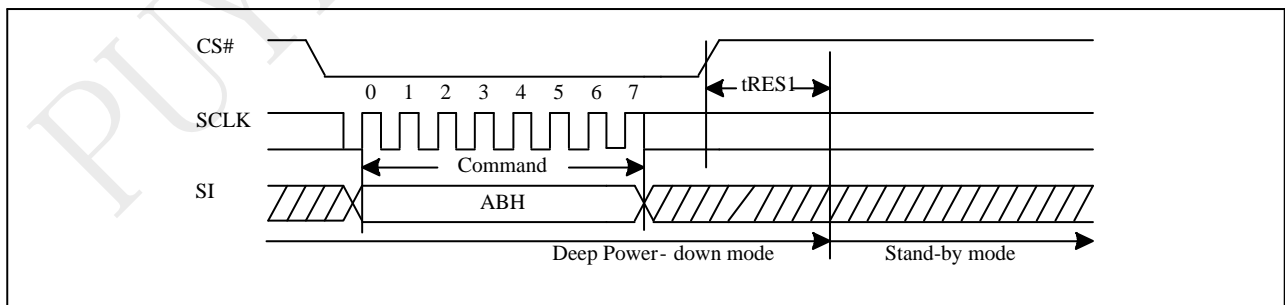 PUY
CS#
tRES1
0 1 2 3 4 5 6 7
SCLK
Command
SI
ABH
Deep Power- down mode Stand-by mode